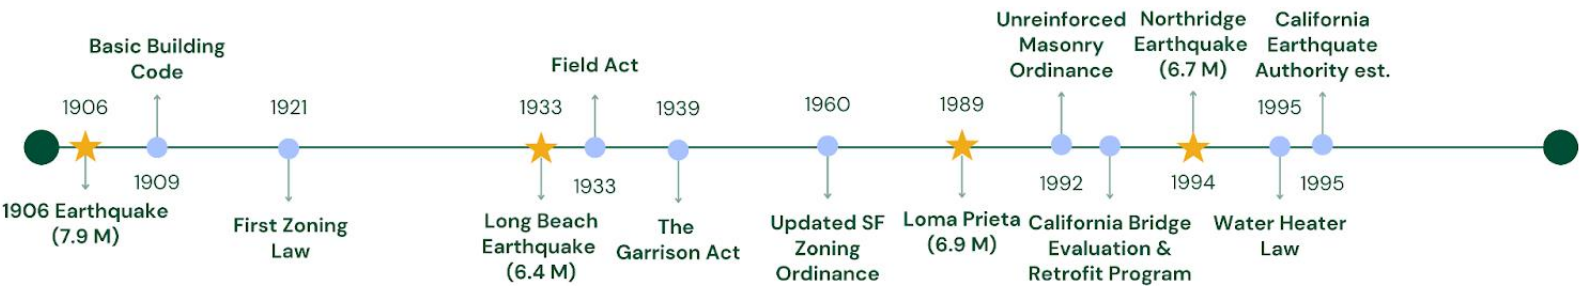 1906
1906 Earthquake
(7.9 M)
Basic Building
Code
1909
1921
First Zoning
Law
1933
Long Beach
Earthquake
(6.4 M)
Field Act
1933
1939
The
Garrison Act
1960
Updated SF
Zoning
Ordinance
1989
Loma Prieta
(6.9 M)
Unreinforced
Masonry
Ordinance
1992
California Bridge
Evaluation &
Retrofit Program
Northridge
Earthquake
(6.7 M)
1994
1995
Water Heater
Law
California
Earthquate
Authority est.
1995